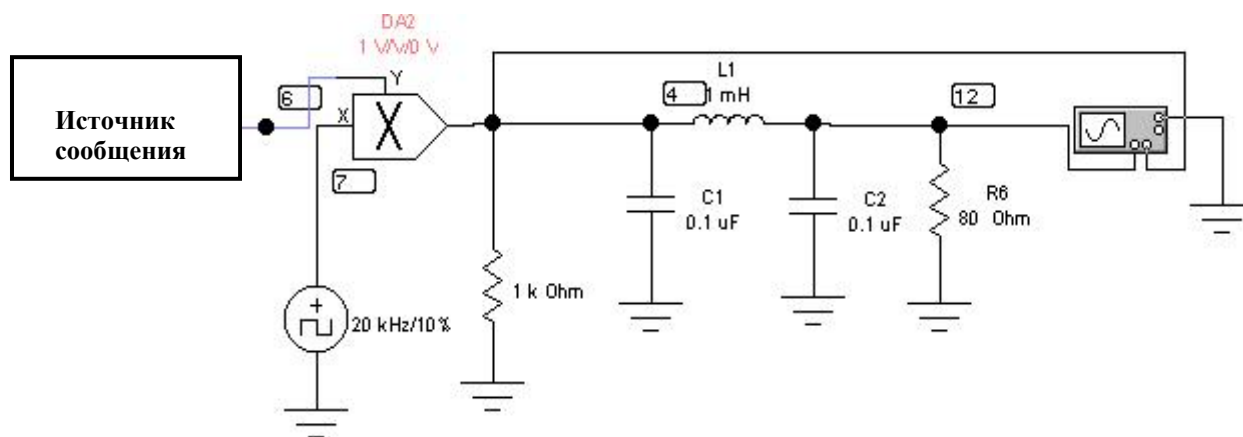 DA2
1 V/V/0 V
Источник
сообщения
6
Y
X
7
20 kHz/10%
1 k Ohm
4
L1
1 mH
C1
0.1 uF
C2
0.1 uF
12
R6
80 Ohm